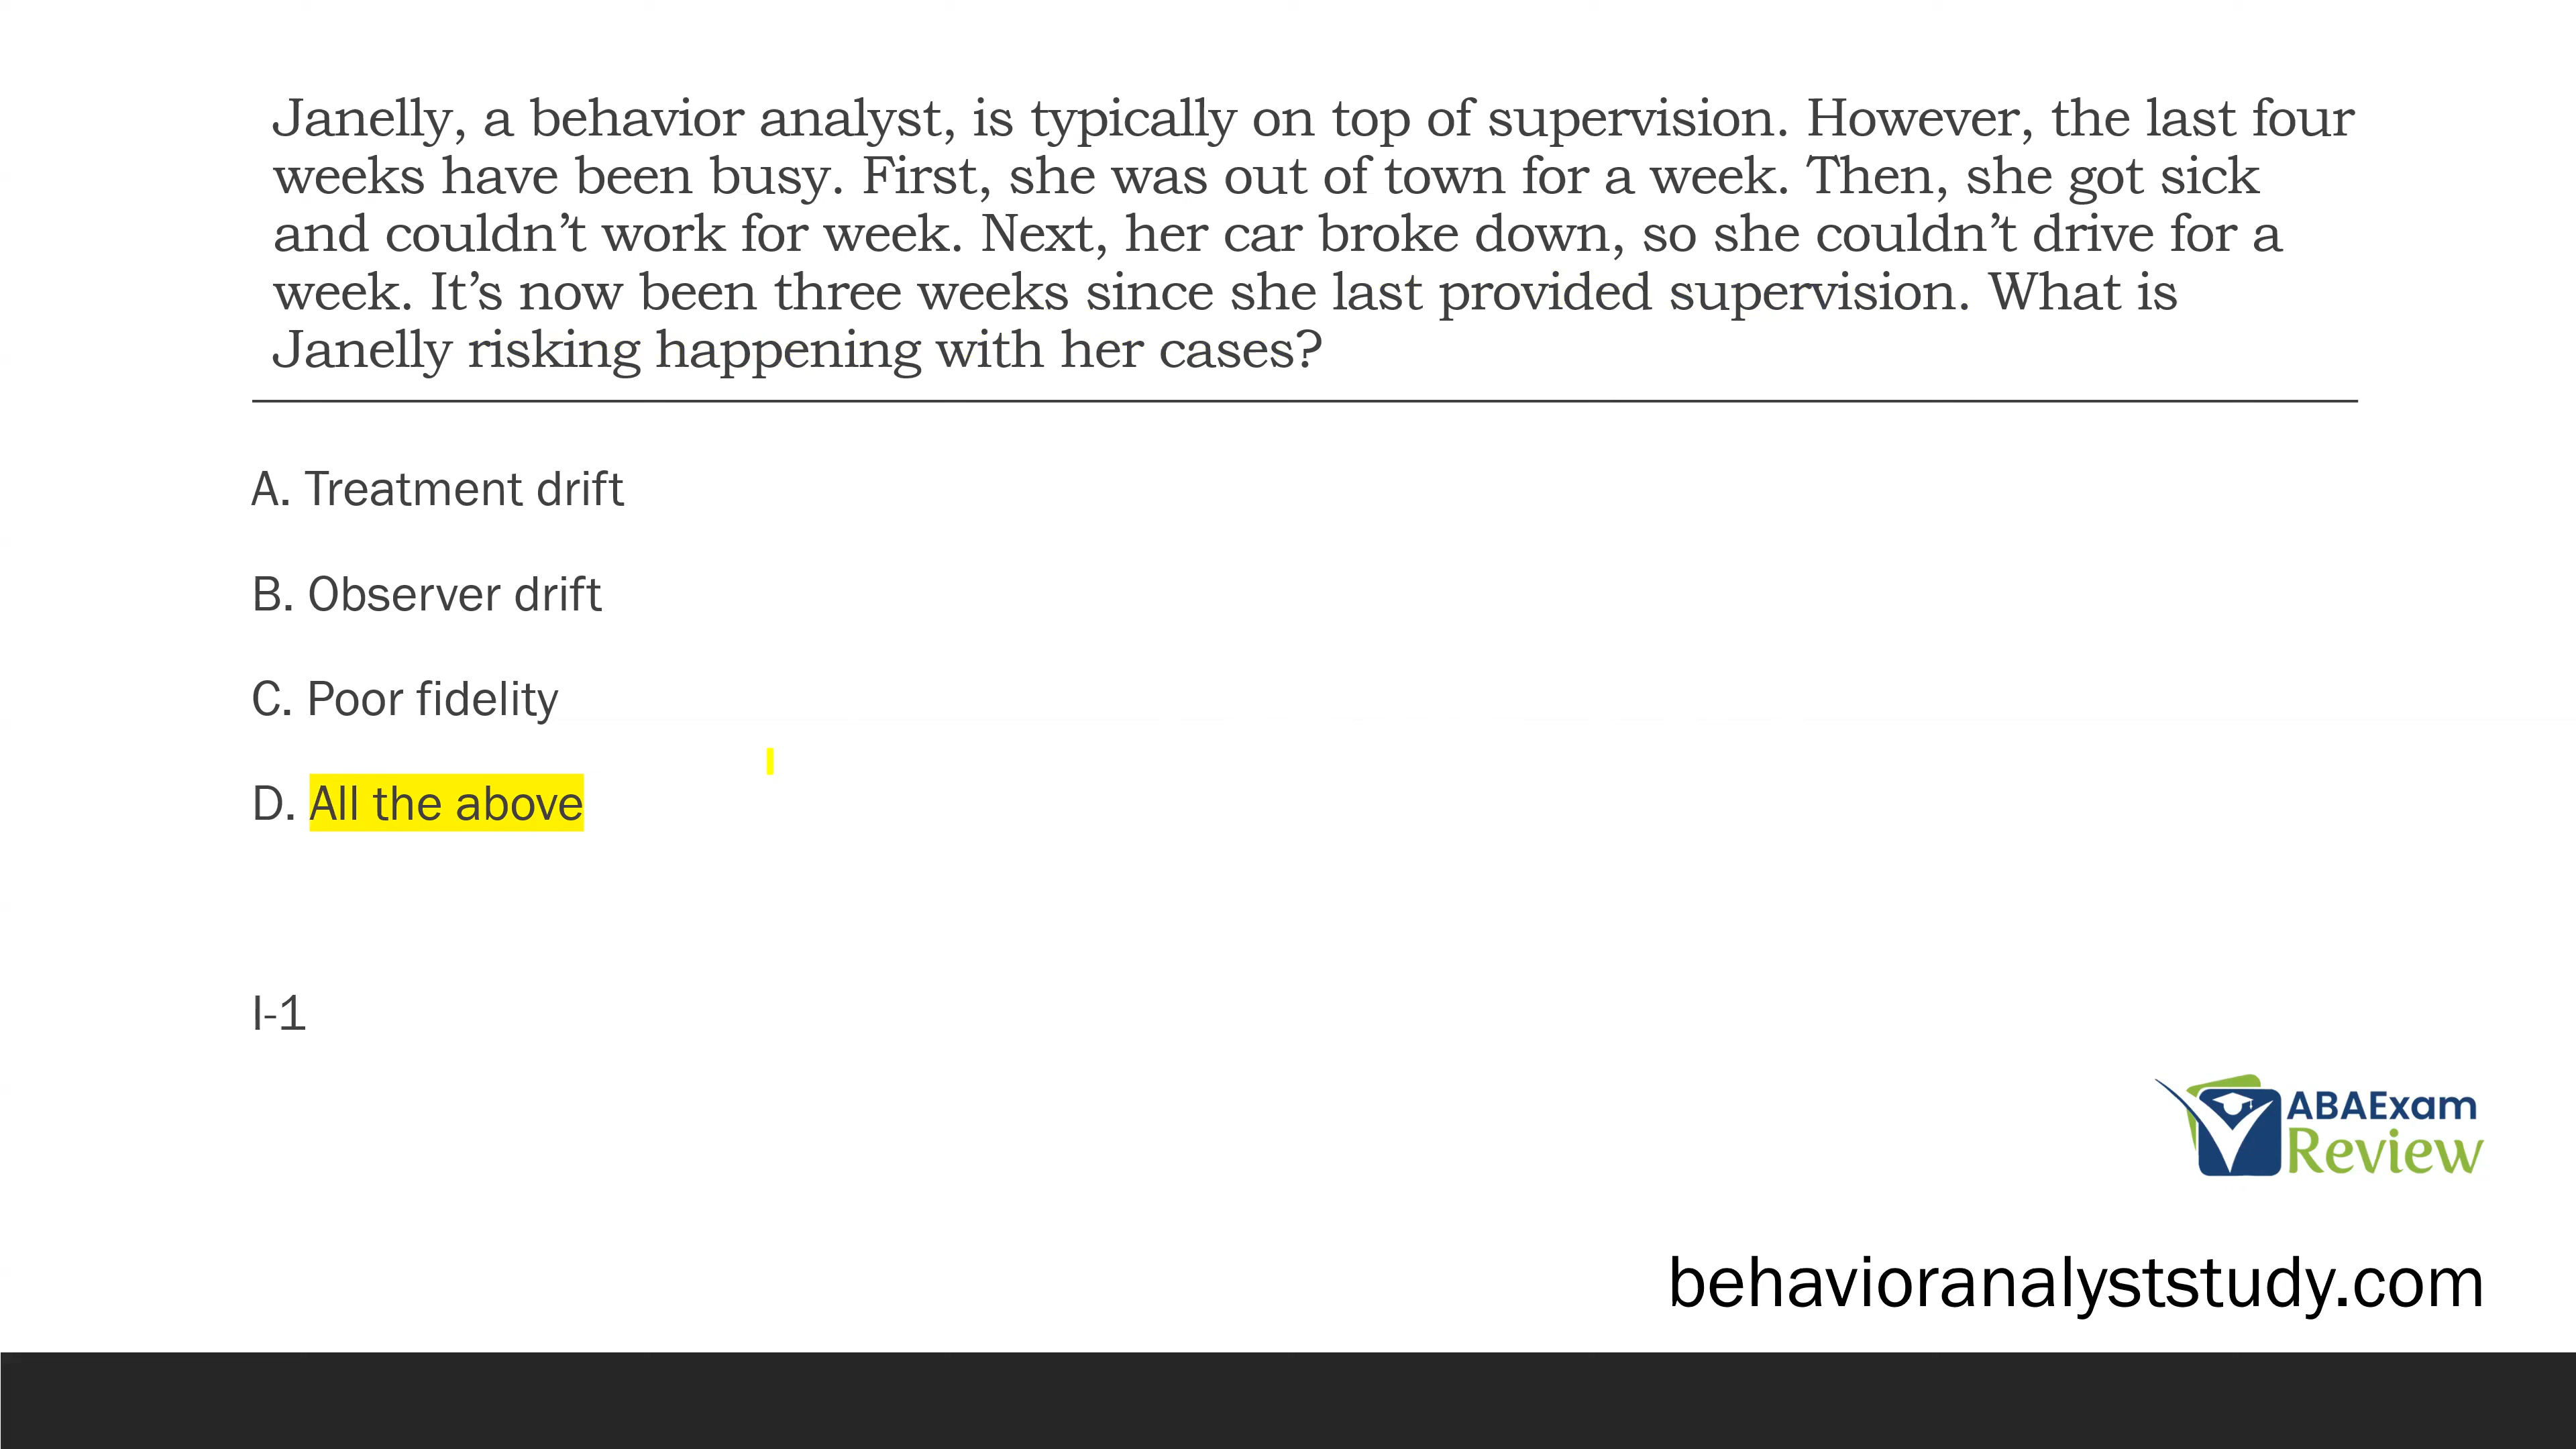 Janelly, a behavior analyst, is typically on top of supervision. However, the last four
weeks have been busy. First, she was out of town for a week. Then, she got sick
and couldn’t work for week. Next, her car broke down, so she couldn’t drive for a
week. It’s now been three weeks since she last provided supervision. What is
Janelly risking happening with her cases?
A. Treatment drift
B. Observer drift
C. Poor fidelity
D. All the above
I-1
ABAExam
Review
behavioranalyststudy.com